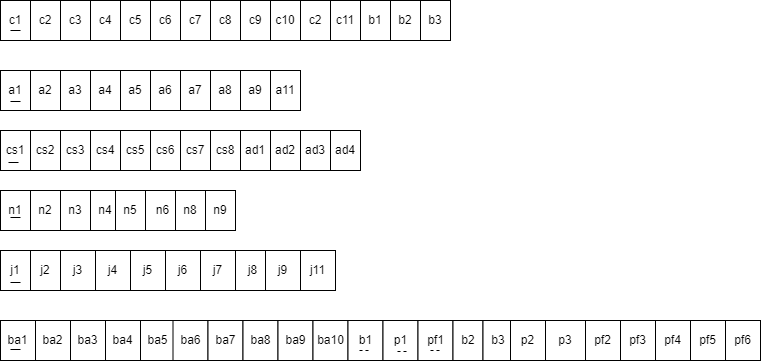 c1 c2 c3 c4 c5 c6 c7 c8 c9 c10 c2 c11 b1 b2 b3
a1 a2 a3 a4 a5 a6 a7 a8 a9 a11
cs1 cs2 cs3 cs4 cs5 cs6 cs7 cs8 ad1 ad2 ad3 ad4
n1 n2 n3 n4 n5 n6 n8 n9
j1 j2 j3 j4 j5 j6 j7 j8 j9 j11
ba1 ba2 ba3 ba4 ba5 ba6 ba7 ba8 ba9 ba10 b1 p1 pf1 b2 b3 p2 p3 pf2 pf3 pf4 pf5 pf6